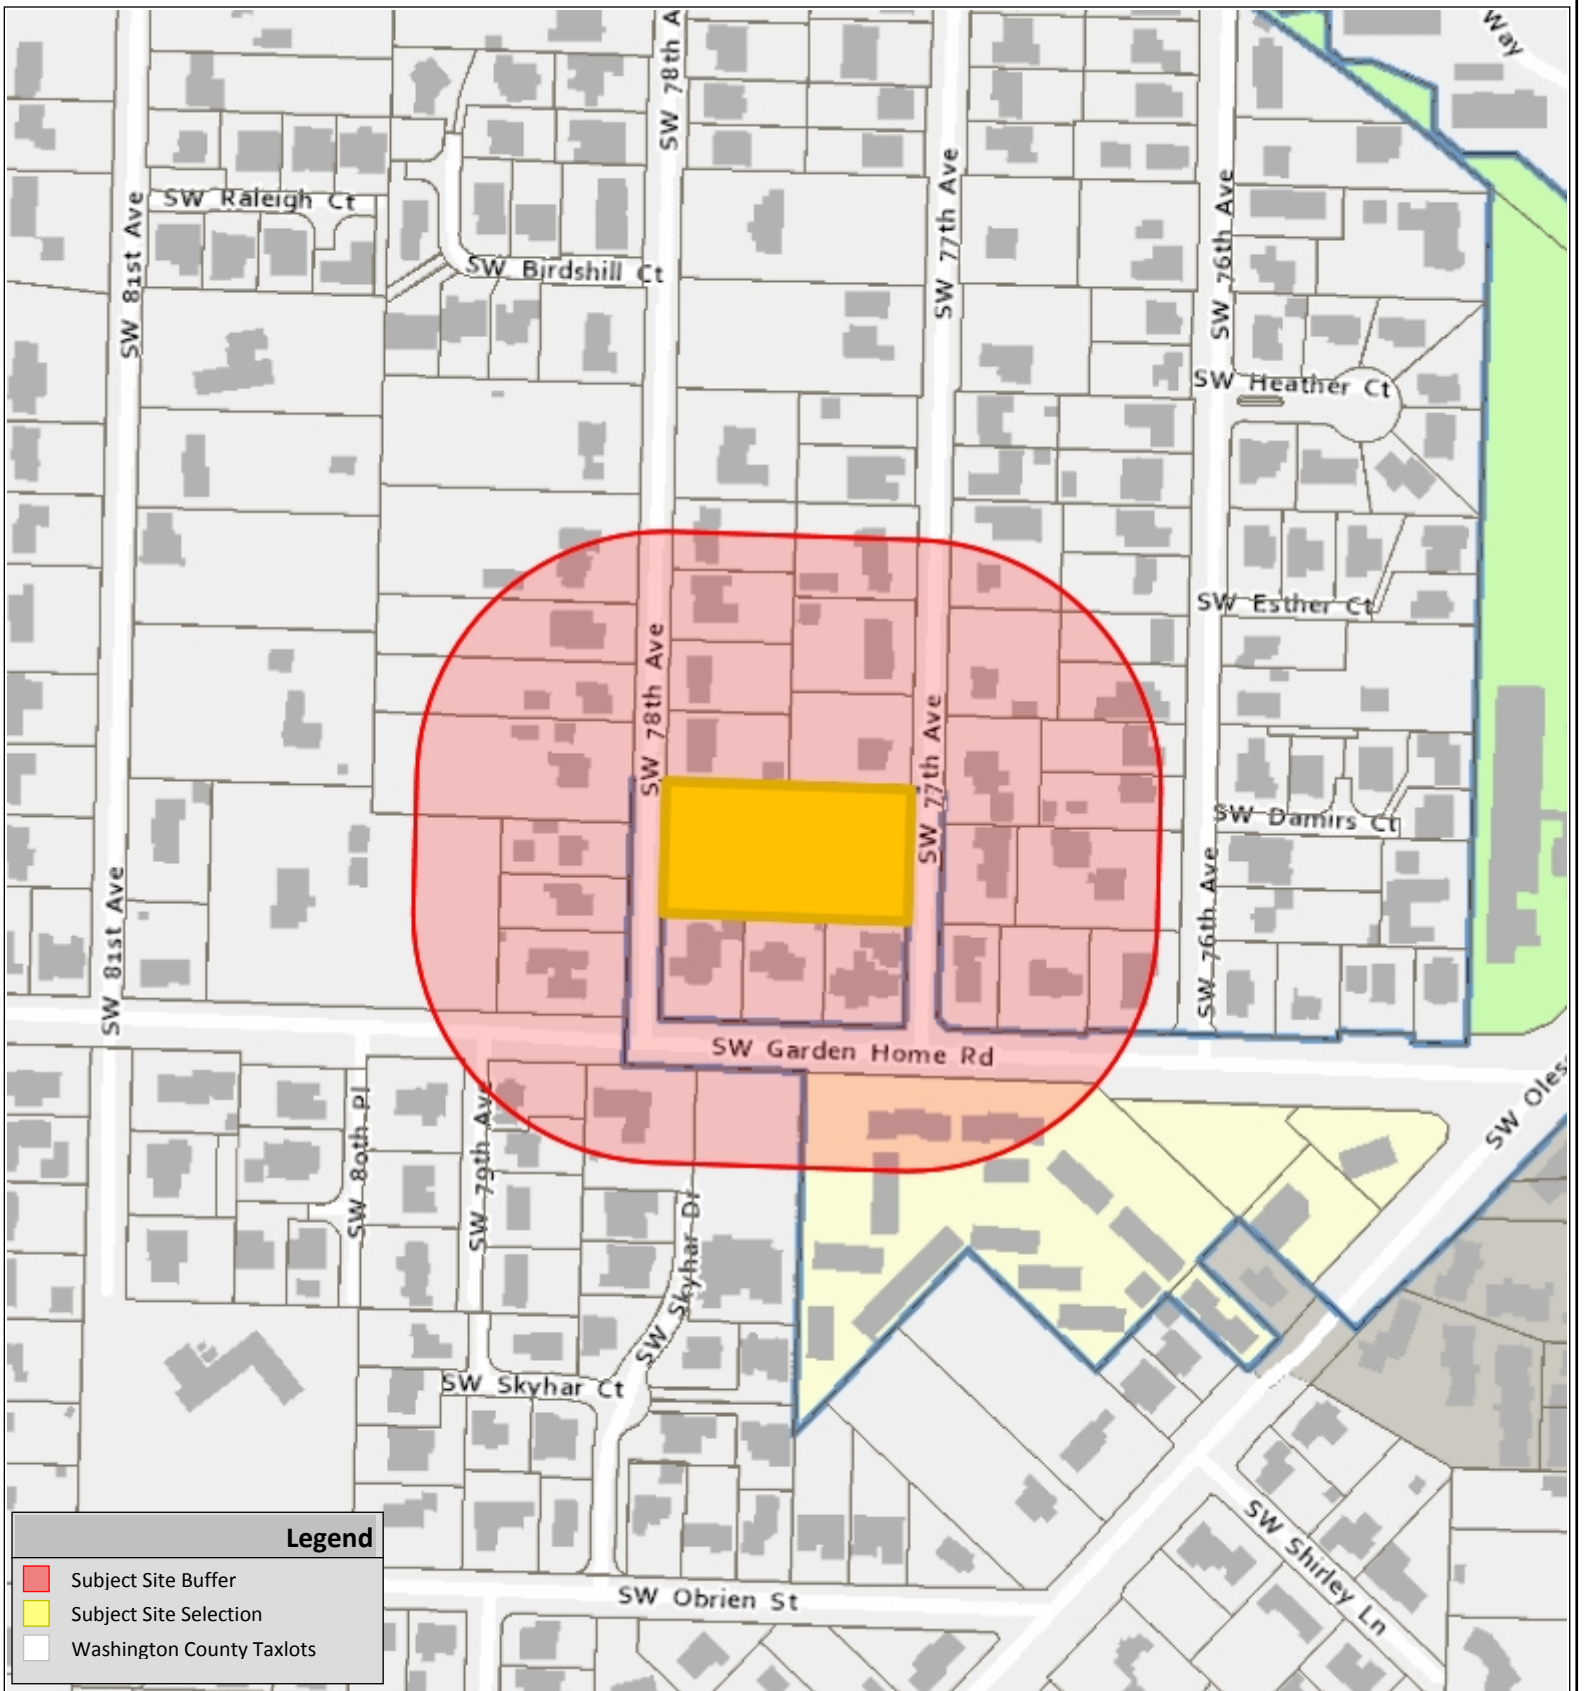 Way
SW 78th A
SW 81st Ave
SW Raleigh Ct
SW Birdshill Ct
SW 77th Ave
SW 76th Ave
SW Heather Ct
SW Esther Ct
SW 78th Ave
SW 77th Ave
SW Damirs Ct
SW 81st Ave
SW 76th Ave
SW Garden Home Rd
SW Oles
SW 80th Pl
SW 79th Ave
SW Skyhar Dr
SW Skyhar Ct
SW Shirley Ln
SW Obrien St
Legend
Subject Site Buffer
Subject Site Selection
Washington County Taxlots